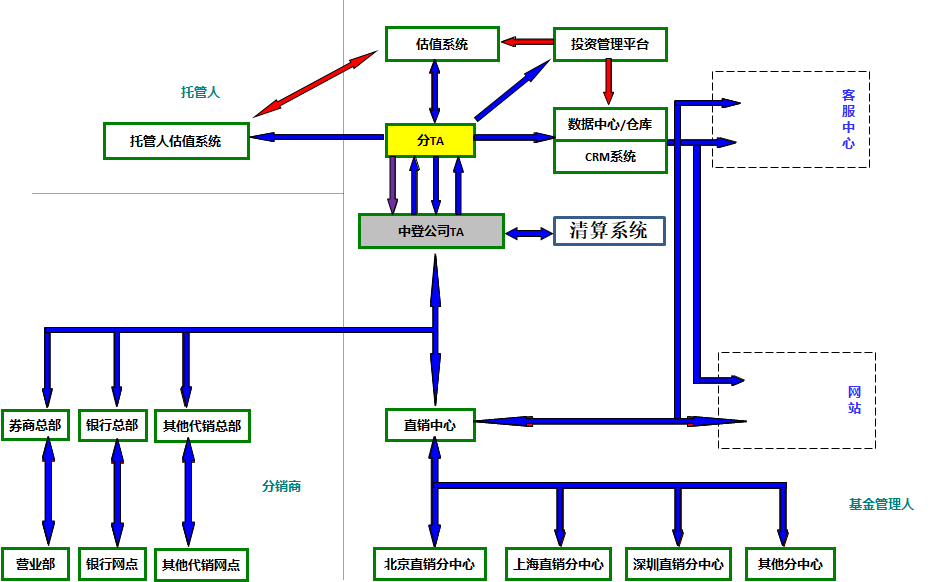 估值系统
投资管理平台
托管人
客服中心
托管人估值系统
分TA
数据中心/仓库
CRM系统
中登公司TA
清算系统
网站
券商总部
银行总部
其他代销总部
直销中心
分销商
基金管理人
营业部
银行网点
其他代销网点
北京直销分中心
上海直销分中心
深圳直销分中心
其他分中心